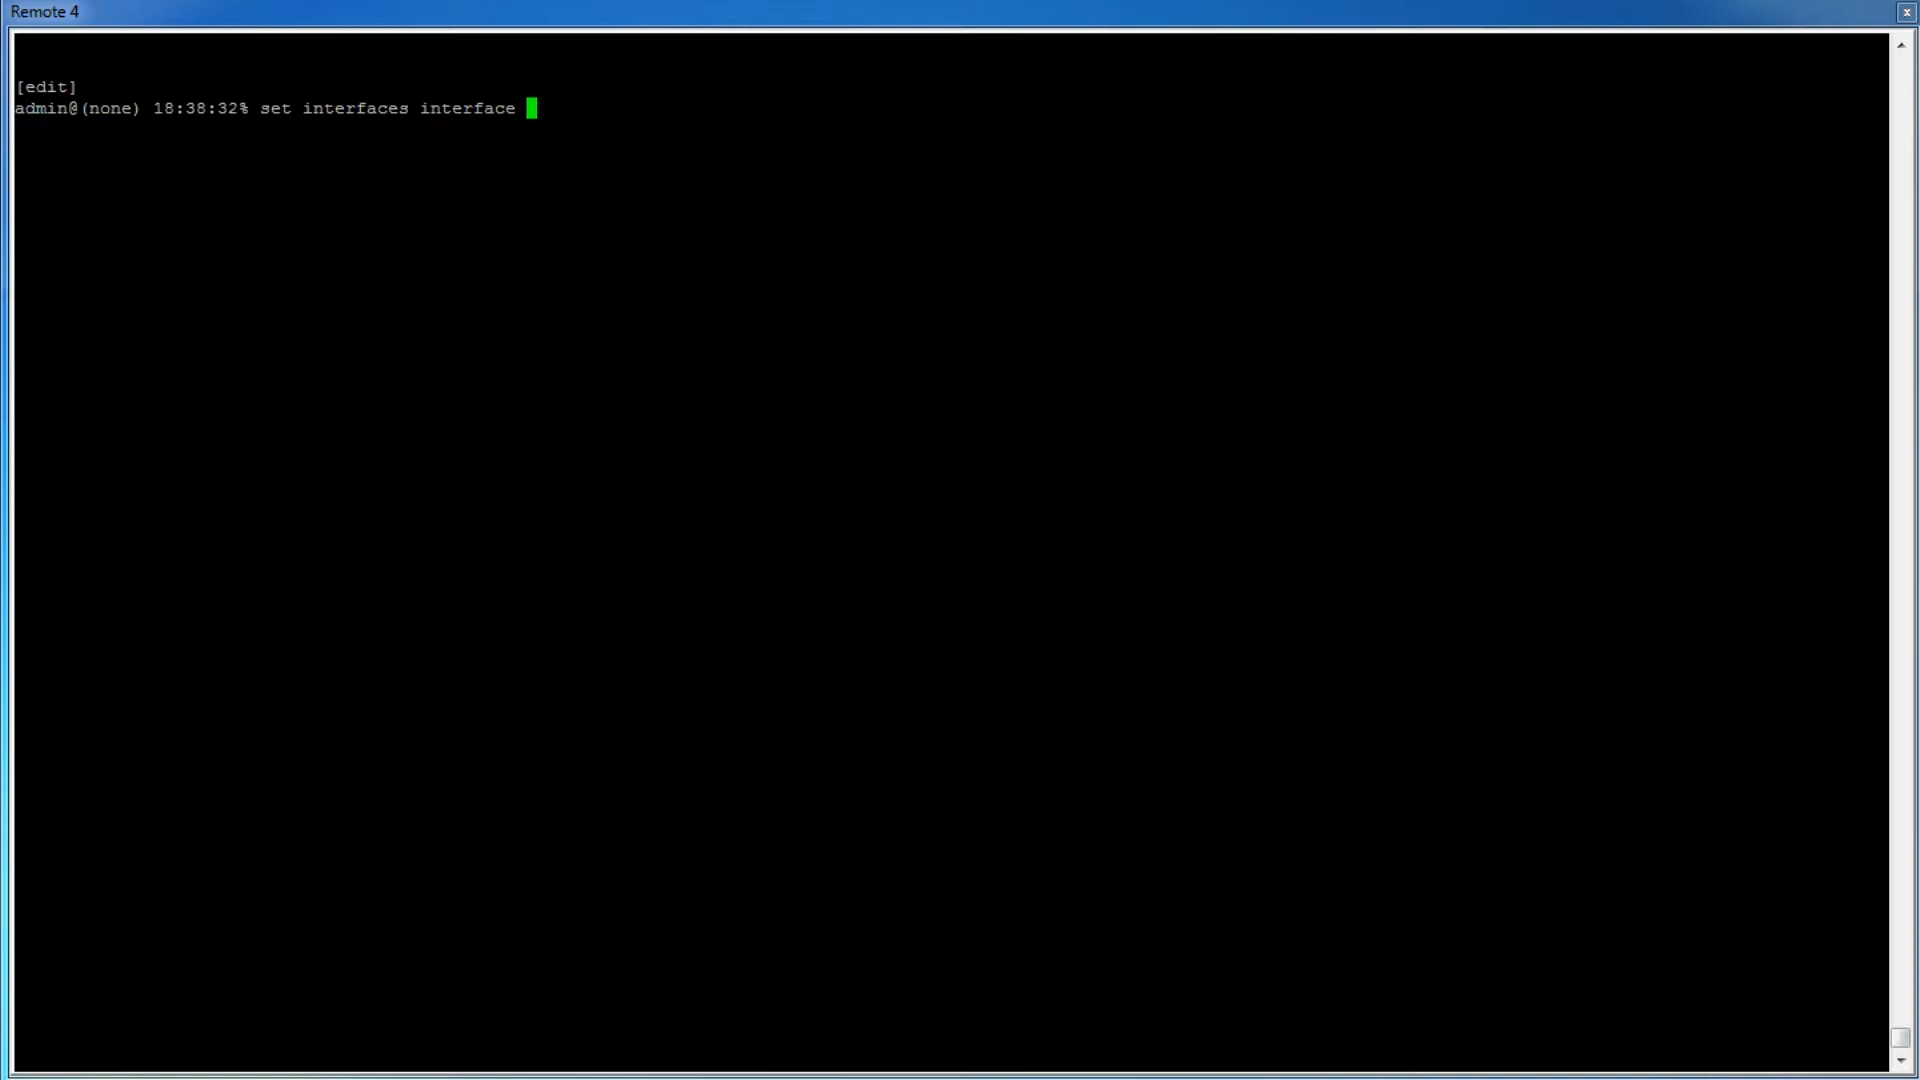 Remote 4
[edit]
admin@(none) 18:38:32% set interfaces interface